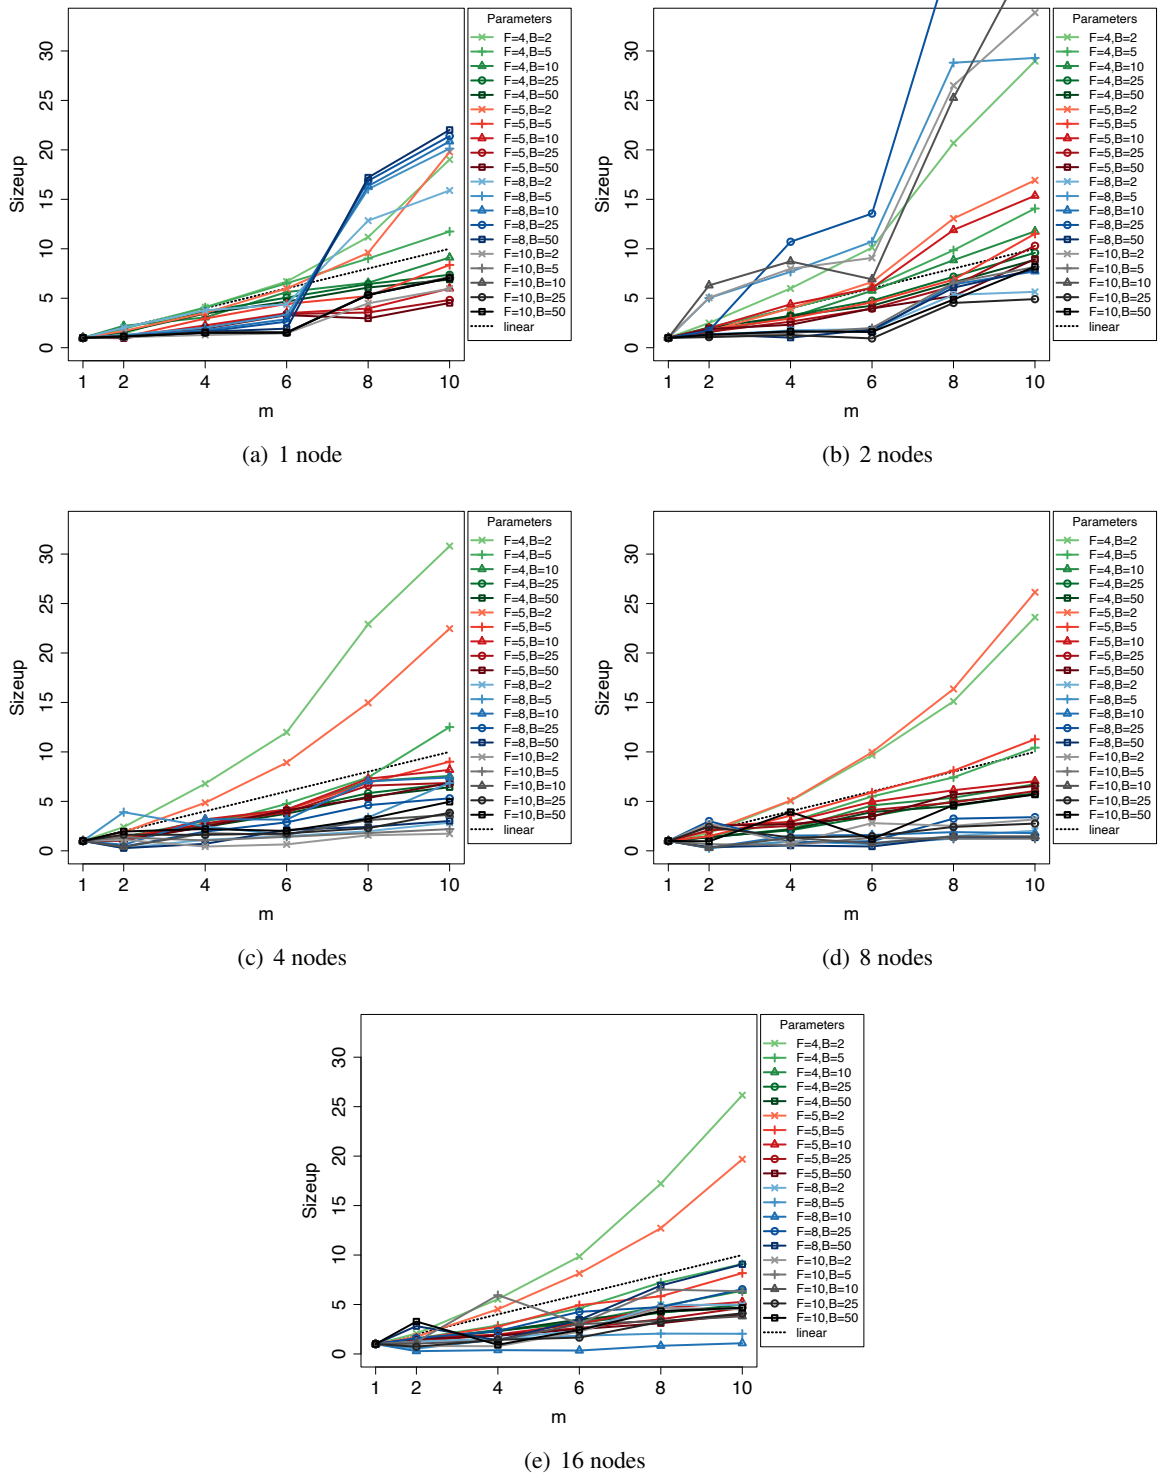 Parameters
F=4,B=2
F=4,B=5
F=4,B=10
F=4,B=25
F=4,B=50
F=5,B=2
F=5,B=5
F=5,B=10
F=5,B=25
F=5,B=50
F=8,B=2
F=8,B=5
F=8,B=10
F=8,B=25
F=8,B=50
F=10,B=2
F=10,B=5
F=10,B=10
F=10,B=25
F=10,B=50
linear
Sizeup
30
25
20
15
10
5
0
1 2 4 6 8 10
m
(a) 1 node
Parameters
F=4,B=2
F=4,B=5
F=4,B=10
F=4,B=25
F=4,B=50
F=5,B=2
F=5,B=5
F=5,B=10
F=5,B=25
F=5,B=50
F=8,B=2
F=8,B=5
F=8,B=10
F=8,B=25
F=8,B=50
F=10,B=2
F=10,B=5
F=10,B=10
F=10,B=25
F=10,B=50
linear
Sizeup
30
25
20
15
10
5
0
1 2 4 6 8 10
m
(b) 2 nodes
Parameters
F=4,B=2
F=4,B=5
F=4,B=10
F=4,B=25
F=4,B=50
F=5,B=2
F=5,B=5
F=5,B=10
F=5,B=25
F=5,B=50
F=8,B=2
F=8,B=5
F=8,B=10
F=8,B=25
F=8,B=50
F=10,B=2
F=10,B=5
F=10,B=10
F=10,B=25
F=10,B=50
linear
Sizeup
30
25
20
15
10
5
0
1 2 4 6 8 10
m
(c) 4 nodes
Parameters
F=4,B=2
F=4,B=5
F=4,B=10
F=4,B=25
F=4,B=50
F=5,B=2
F=5,B=5
F=5,B=10
F=5,B=25
F=5,B=50
F=8,B=2
F=8,B=5
F=8,B=10
F=8,B=25
F=8,B=50
F=10,B=2
F=10,B=5
F=10,B=10
F=10,B=25
F=10,B=50
linear
Sizeup
30
25
20
15
10
5
0
1 2 4 6 8 10
m
(d) 8 nodes
Parameters
F=4,B=2
F=4,B=5
F=4,B=10
F=4,B=25
F=4,B=50
F=5,B=2
F=5,B=5
F=5,B=10
F=5,B=25
F=5,B=50
F=8,B=2
F=8,B=5
F=8,B=10
F=8,B=25
F=8,B=50
F=10,B=2
F=10,B=5
F=10,B=10
F=10,B=25
F=10,B=50
linear
Sizeup
30
25
20
15
10
5
0
1 2 4 6 8 10
m
(e) 16 nodes